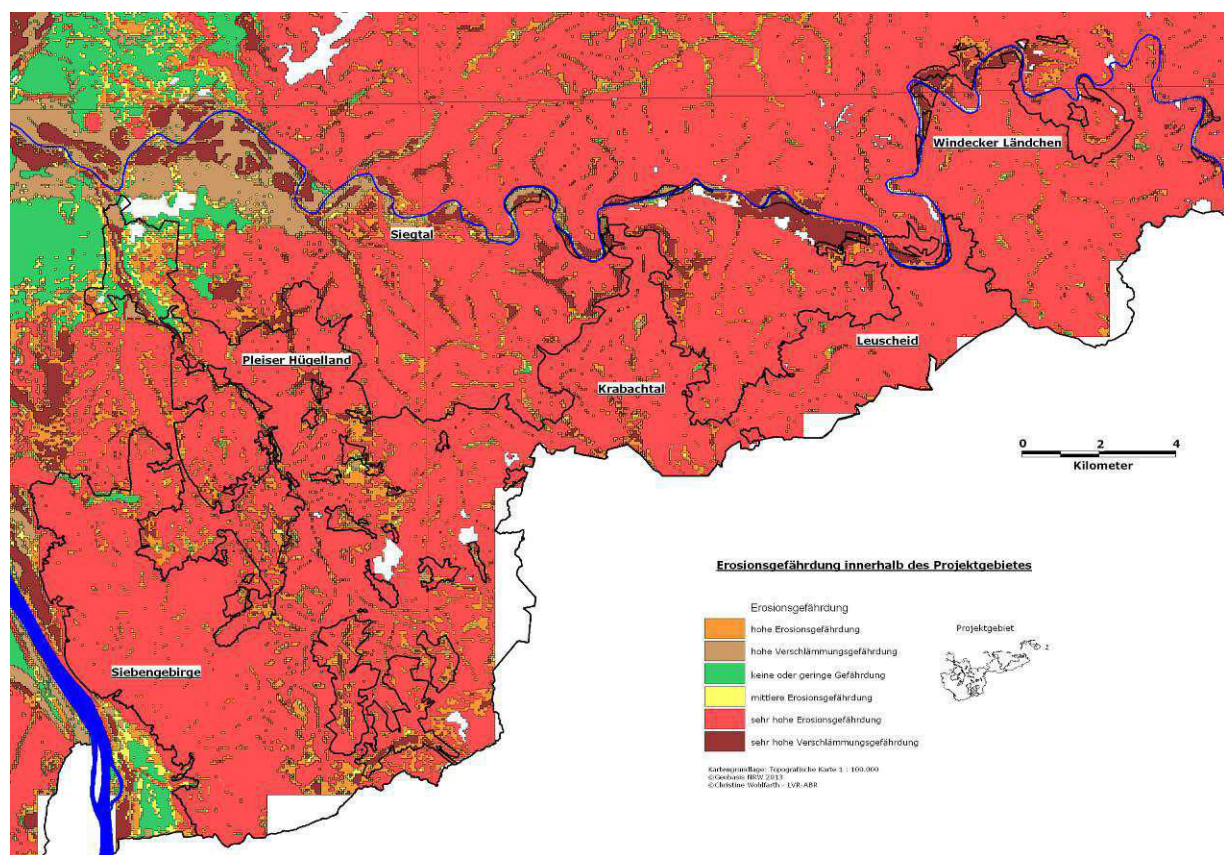 Windecker Ländchen
Siegtal
Pleiser Hügelland
Leuscheid
Krabachtal
Siebengebirge
0 2 4
Kilometer
Erosionsgefährdung innerhalb des Projektgebietes
Erosionsgefährdung
hohe Erosionsgefährdung
hohe Verschlämmungsgefährdung
keine oder geringe Gefährdung
mittlere Erosionsgefährdung
sehr hohe Erosionsgefährdung
sehr hohe Verschlämmungsgefährdung
Projektgebiet
Kartengrundlage: Topografische Karte 1 : 100.000
©Geobasis NRW 2013
©Christine Wohlfarth - LVR-ABR